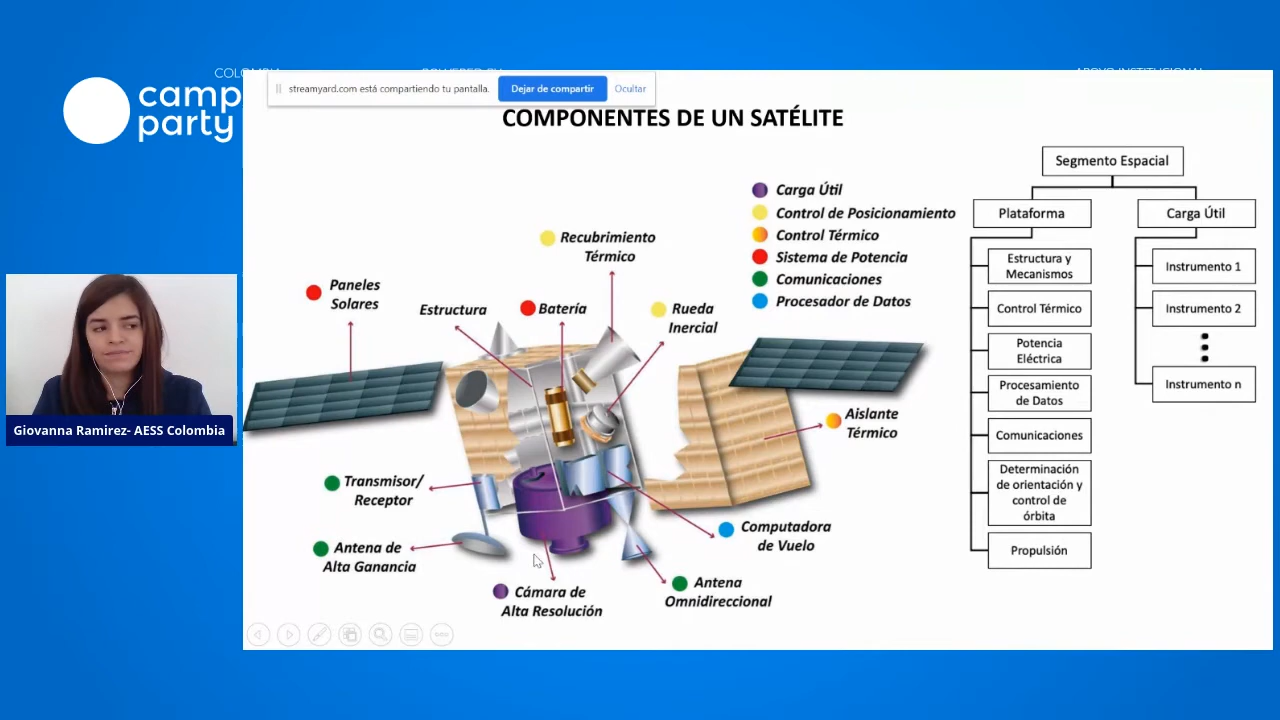 camp
party
streamyard.com está compartiendo tu pantalla.
Dejar de compartir
Ocultar
COMPONENTES DE UN SATÉLITE
Carga Útil
Control de Posicionamiento
Control Térmico
Sistema de Potencia
Comunicaciones
Procesador de Datos
Recubrimiento
Térmico
Paneles
Solares
Estructura
Batería
Rueda
Inercial
Aislante
Térmico
Transmisor/
Receptor
Antena de
Alta Ganancia
Computadora
de Vuelo
Cámara de
Alta Resolución
Antena
Omnidireccional
Segmento Espacial
Plataforma
Estructura y
Mecanismos
Control Térmico
Potencia
Eléctrica
Procesamiento
de Datos
Comunicaciones
Determinación
de orientación y
control de
órbita
Propulsión
Carga Útil
Instrumento 1
Instrumento 2
Instrumento n
Giovanna Ramirez- AESS Colombia